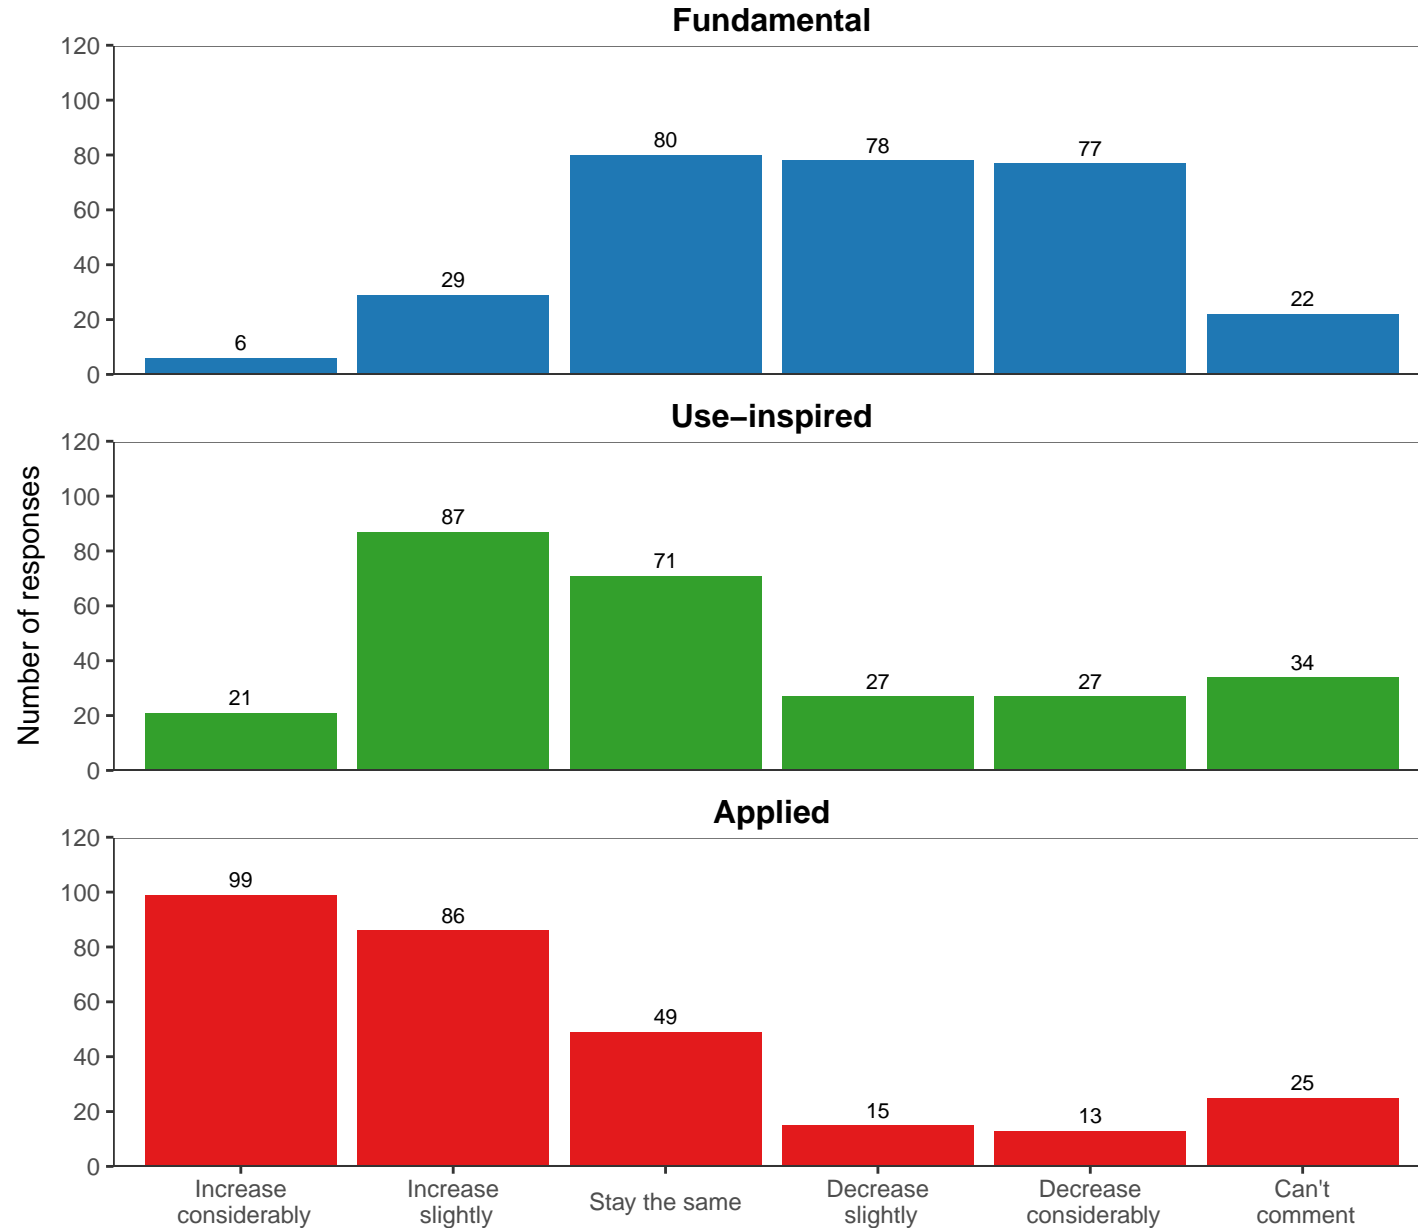 Fundamental
120
100
80
60
40
20
0
6
29
80
78
77
22
Use–inspired
Number of responses
120
100
80
60
40
20
0
21
87
71
27
27
34
Applied
120
100
80
60
40
20
0
99
86
49
15
13
25
Increase
considerably
Increase
slightly
Stay the same
Decrease
slightly
Decrease
considerably
Can't
comment